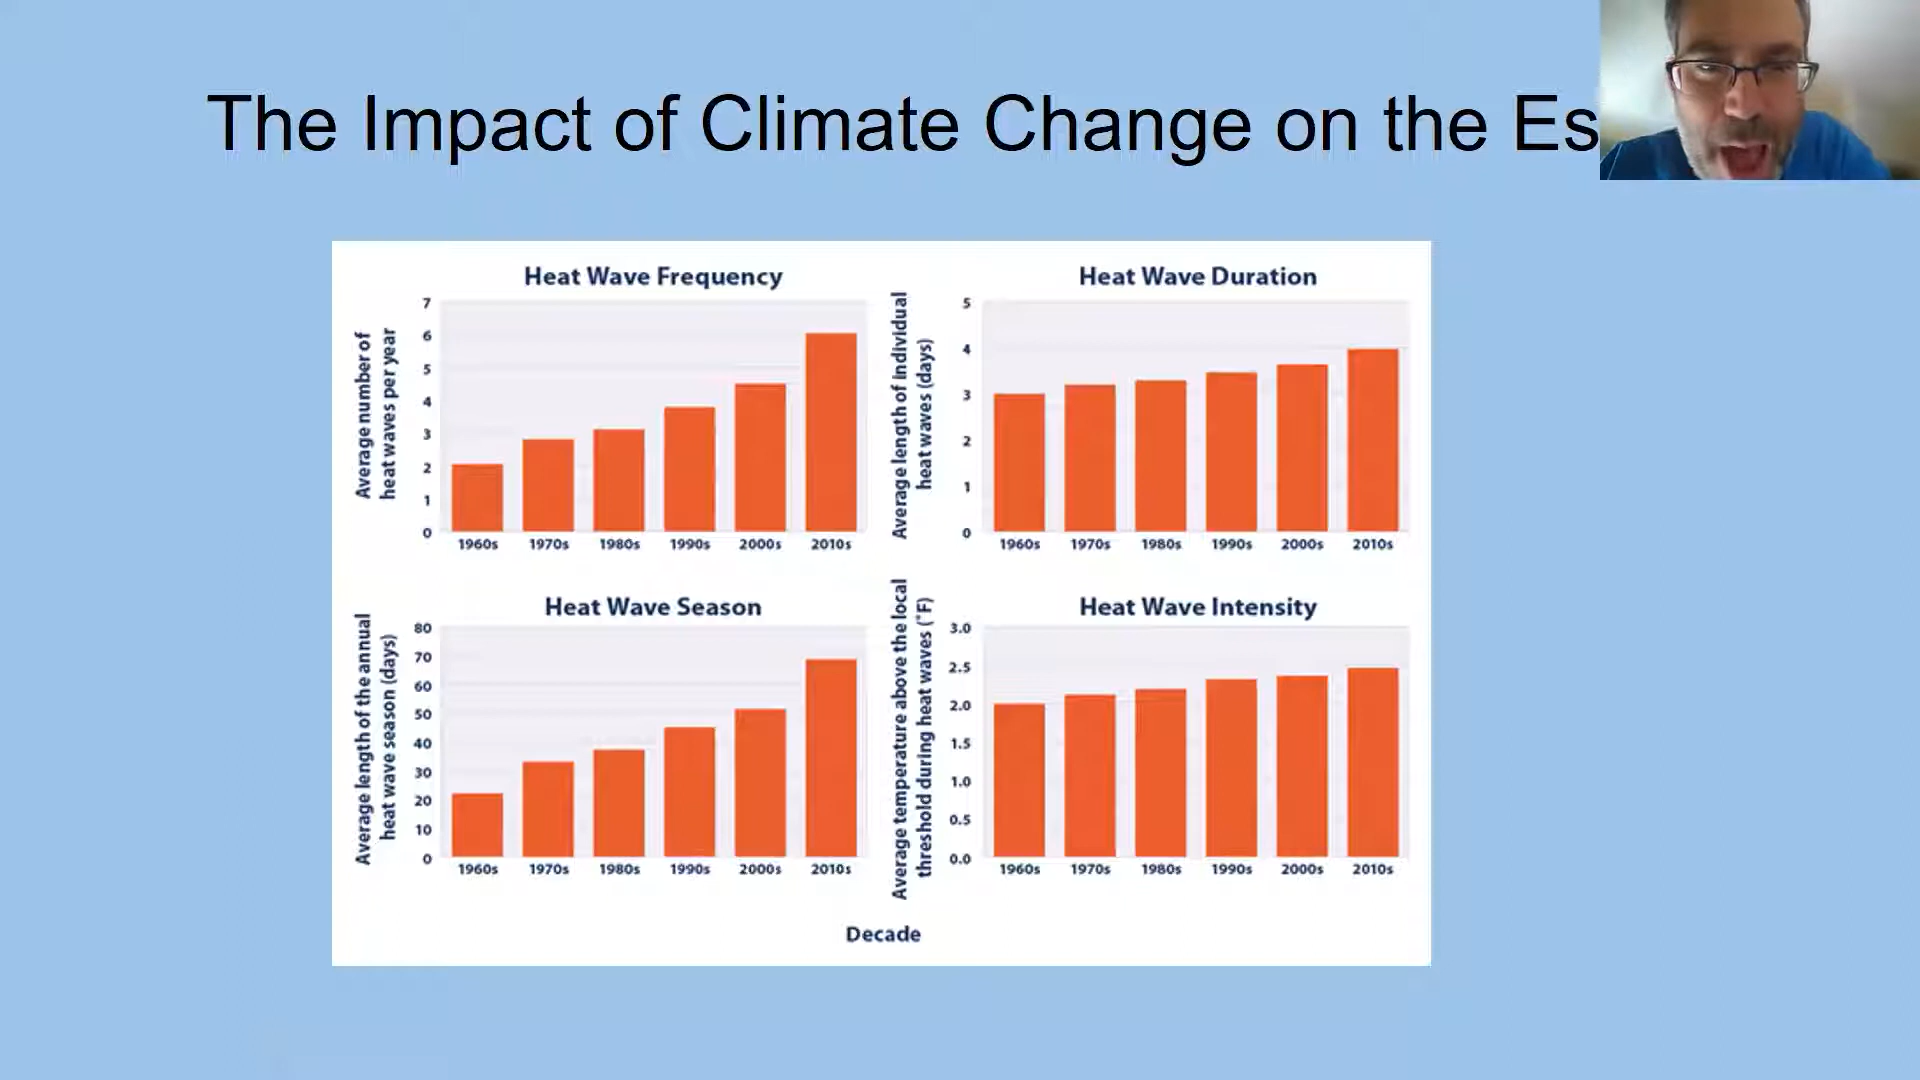 The Impact of Climate Change on the Es
Heat Wave Frequency
Average number of
heat waves per year
7
6
5
4
3
2
1
0
1960s 1970s 1980s 1990s 2000s 2010s
Heat Wave Duration
Average length of individual
heat waves (days)
5
4
3
2
1
0
1960s 1970s 1980s 1990s 2000s 2010s
Heat Wave Season
Average length of the annual
heat wave season (days)
80
70
60
50
40
30
20
10
0
1960s 1970s 1980s 1990s 2000s 2010s
Heat Wave Intensity
Average temperature above the local
threshold during heat waves (°F)
3.0
2.5
2.0
1.5
1.0
0.5
0.0
1960s 1970s 1980s 1990s 2000s 2010s
Decade